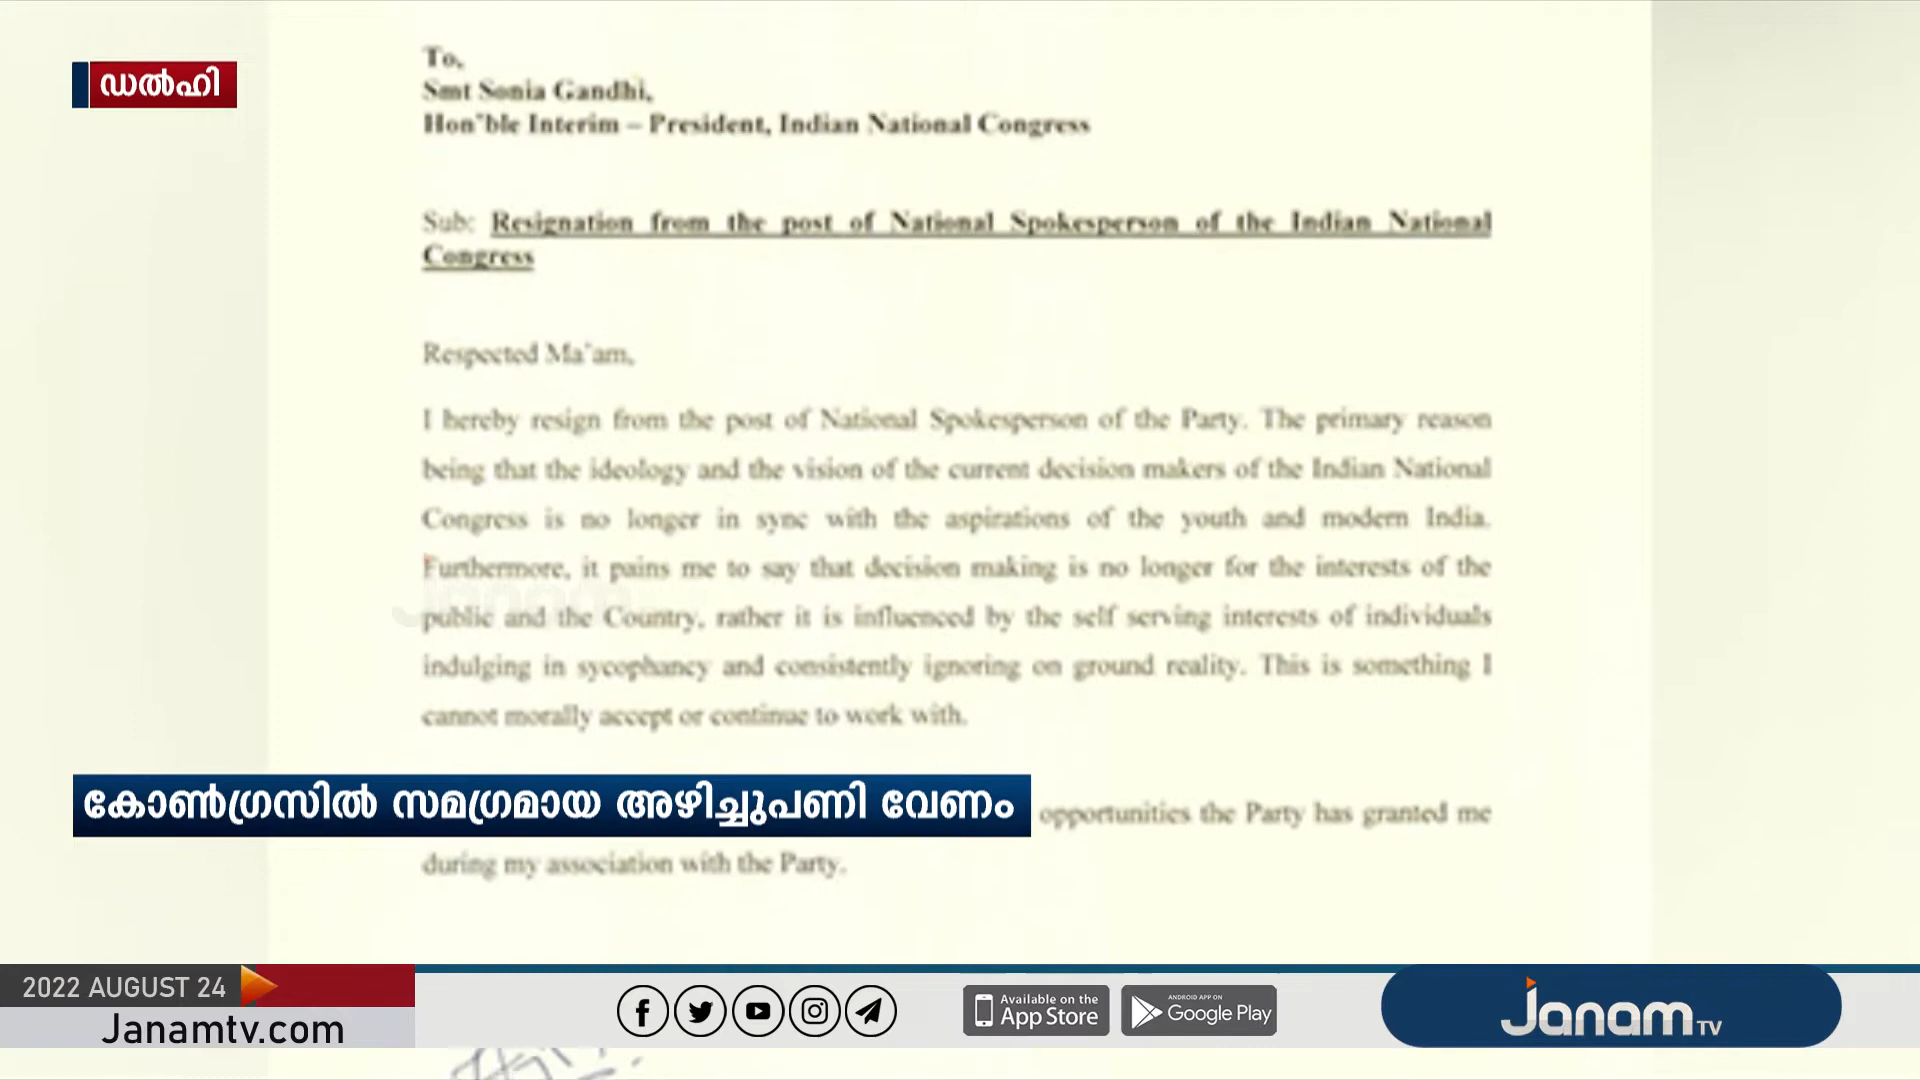 ഡൽഹി
To,
Smt Sonia Gandhi,
Hon'ble Interim – President, Indian National Congress
Sub: Resignation from the post of National Spokesperson of the Indian National
Congress
Respected Ma'am,
I hereby resign from the post of National Spokesperson of the Party. The primary reason
being that the ideology and the vision of the current decision makers of the Indian National
Congress is no longer in sync with the aspirations of the youth and modern India.
Furthermore, it pains me to say that decision making is no longer for the interests of the
public and the Country, rather it is influenced by the self serving interests of individuals
indulging in sycophancy and consistently ignoring on ground reality. This is something I
cannot morally accept or continue to work with.
കോൺഗ്രസിൽ സമഗ്രമായ അഴിച്ചുപണി വേണം
opportunities the Party has granted me
during my association with the Party.
2022 AUGUST 24
Janamtv.com
Available on the
App Store
ANDROID APP ON
Google Play
Janam TV